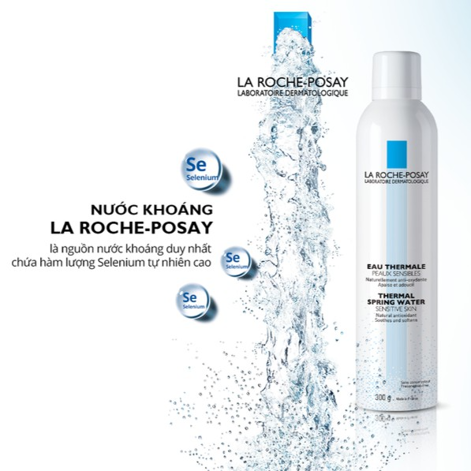 LA ROCHE-POSAY
LABORATOIRE DERMATOLOGIQUE
Se
Selenium
NƯỚC KHOÁNG
LA ROCHE-POSAY
là nguồn nước khoáng duy nhất
chứa hàm lượng Selenium tự nhiên cao
Se
Selenium
Se
Selenium
LA ROCHE-POSAY
LABORATOIRE DERMATOLOGIQUE
EAU THERMALE
PEAUX SENSIBLES
Naturellement anti-oxydante
Apaise et adoucit
THERMAL
SPRING WATER
SENSITIVE SKIN
Natural antioxidant
Soothes and softens
300 g